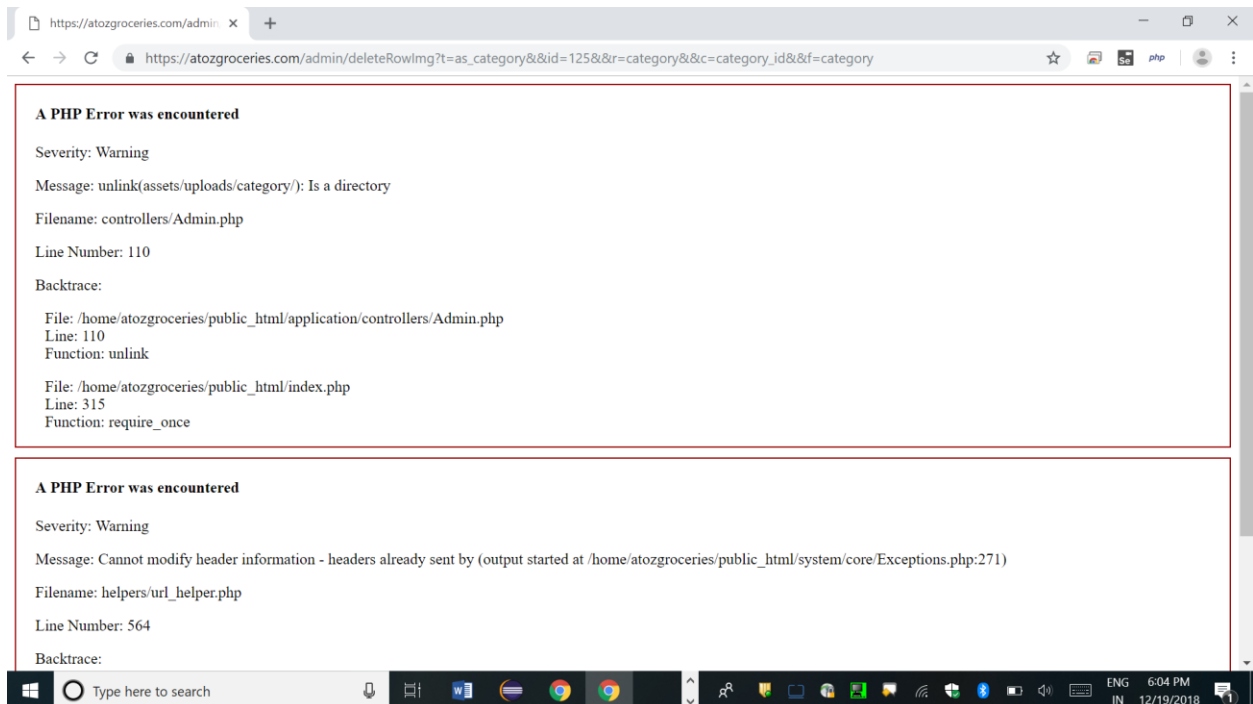 https://atozgroceries.com/admin
https://atozgroceries.com/admin/deleteRowImg?t=as_category&&id=125&&r=category&&c=category_id&&f=category
Se
php
A PHP Error was encountered
Severity: Warning
Message: unlink(assets/uploads/category/): Is a directory
Filename: controllers/Admin.php
Line Number: 110
Backtrace:
File: /home/atozgroceries/public_html/application/controllers/Admin.php
Line: 110
Function: unlink
File: /home/atozgroceries/public_html/index.php
Line: 315
Function: require_once
A PHP Error was encountered
Severity: Warning
Message: Cannot modify header information - headers already sent by (output started at /home/atozgroceries/public_html/system/core/Exceptions.php:271)
Filename: helpers/url_helper.php
Line Number: 564
Backtrace:
Type here to search
W
ENG
IN
6:04 PM
12/19/2018
1